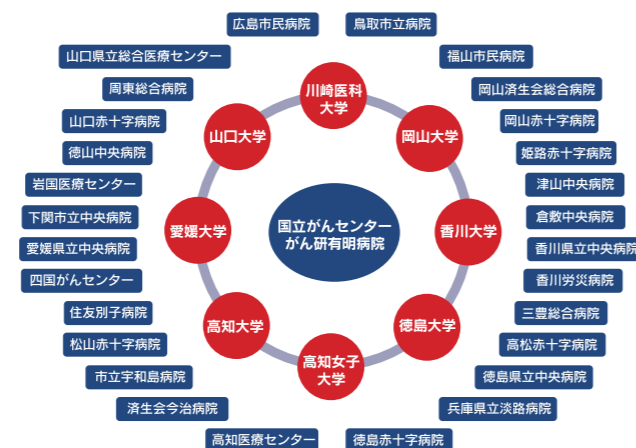 広島市民病院
鳥取市立病院
山口県立総合医療センター
福山市民病院
周東総合病院
川崎医科
大学
岡山済生会総合病院
山口赤十字病院
山口大学
岡山大学
岡山赤十字病院
徳山中央病院
姫路赤十字病院
岩国医療センター
津山中央病院
下関市立中央病院
愛媛大学
国立がんセンター
がん研有明病院
香川大学
倉敷中央病院
愛媛県立中央病院
香川県立中央病院
四国がんセンター
香川労災病院
住友別子病院
高知大学
徳島大学
三豊総合病院
松山赤十字病院
高松赤十字病院
高知女子
大学
市立宇和島病院
徳島県立中央病院
済生会今治病院
兵庫県立淡路病院
高知医療センター
徳島赤十字病院